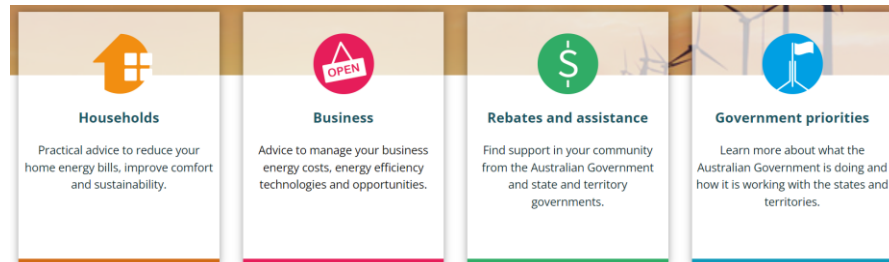 OPEN
Households
Practical advice to reduce your
home energy bills, improve comfort
and sustainability.
Business
Advice to manage your business
energy costs, energy efficiency
technologies and opportunities.
$
Rebates and assistance
Find support in your community
from the Australian Government
and state and territory
governments.
Government priorities
Learn more about what the
Australian Government is doing and
how it is working with the states and
territories.